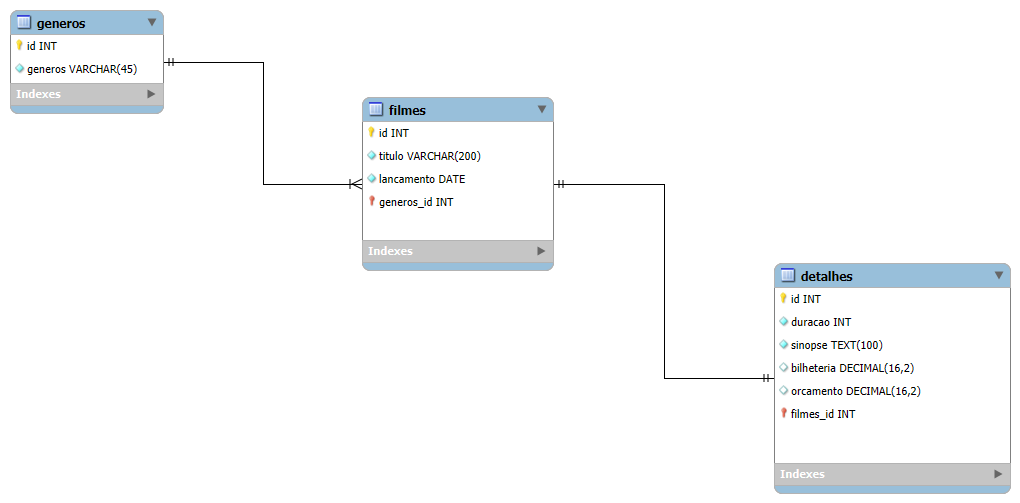 generos
id INT
generos VARCHAR(45)
Indexes
filmes
id INT
titulo VARCHAR(200)
lancamento DATE
generos_id INT
Indexes
detalhes
id INT
duracao INT
sinopse TEXT(100)
bilheteria DECIMAL(16,2)
orcamento DECIMAL(16,2)
filmes_id INT
Indexes